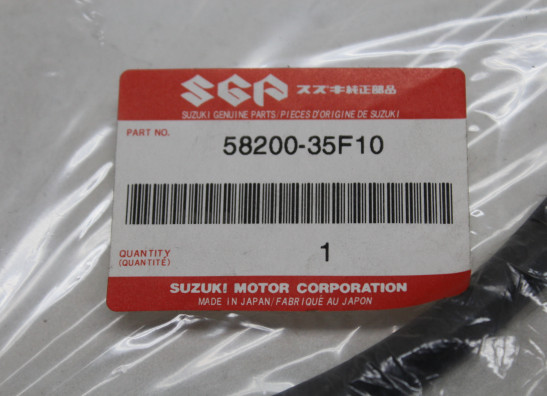 SGP スズキ純正部品
SUZUKI GENUINE PARTS/PIECES D'ORIGINE DE SUZUKI
PART NO. 58200-35F10
QUANTITY 1
(QUANTITÉ)
SUZUKI MOTOR CORPORATION
MADE IN JAPAN/FABRIQUÉ AU JAPON